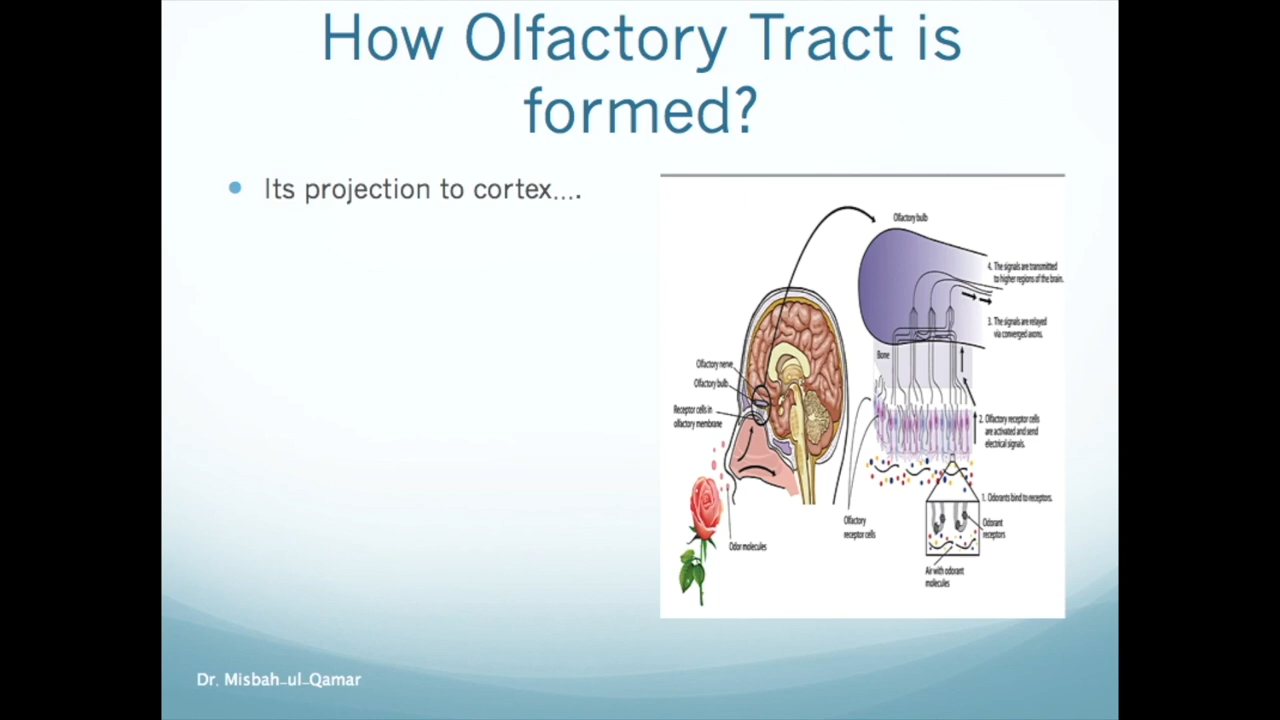 How Olfactory Tract is
formed?
Its projection to cortex....
Olfactory bulb
4. The signals are transmitted
to higher regions of the brain.
3. The signals are relayed
via converged axons.
Bone
Olfactory nerve
Olfactory bulb
Receptor cells in
olfactory membrane
2. Olfactory receptor cells
are activated and send
electrical signals.
1. Odorants bind to receptors.
Olfactory
receptor cells
Odorant
receptors
Odor molecules
Air with odorant
molecules
Dr. Misbah-ul-Qamar